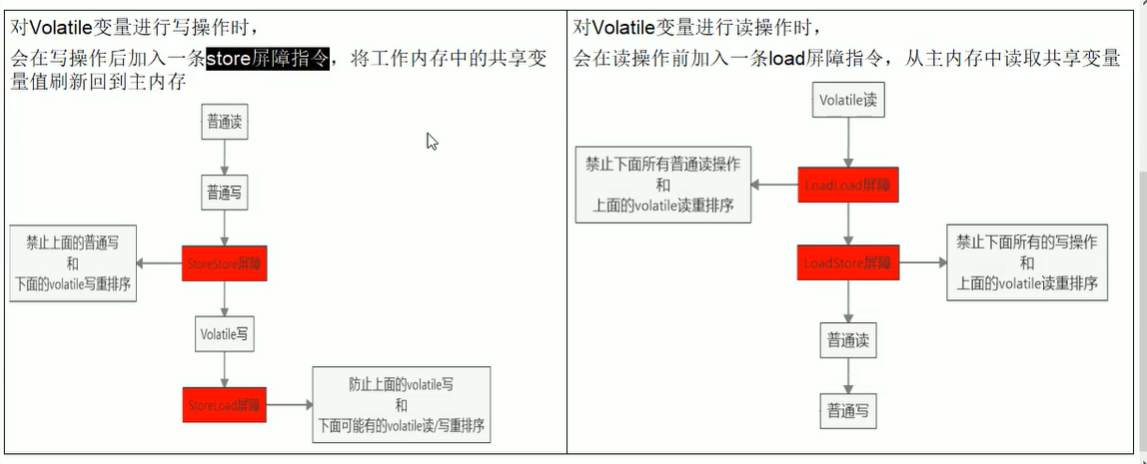 对Volatile变量进行写操作时，
会在写操作后加入一条store屏障指令，将工作内存中的共享变
量值刷新回到主内存
普通读
普通写
StoreStore屏障
禁止上面的普通写
和
下面的volatile写重排序
Volatile写
StoreLoad屏障
防止上面的volatile写
和
下面可能有的volatile读/写重排序
对Volatile变量进行读操作时，
会在读操作前加入一条load屏障指令，从主内存中读取共享变量
Volatile读
LoadLoad屏障
禁止下面所有普通读操作
和
上面的volatile读重排序
LoadStore屏障
禁止下面所有的写操作
和
上面的volatile读重排序
普通读
普通写